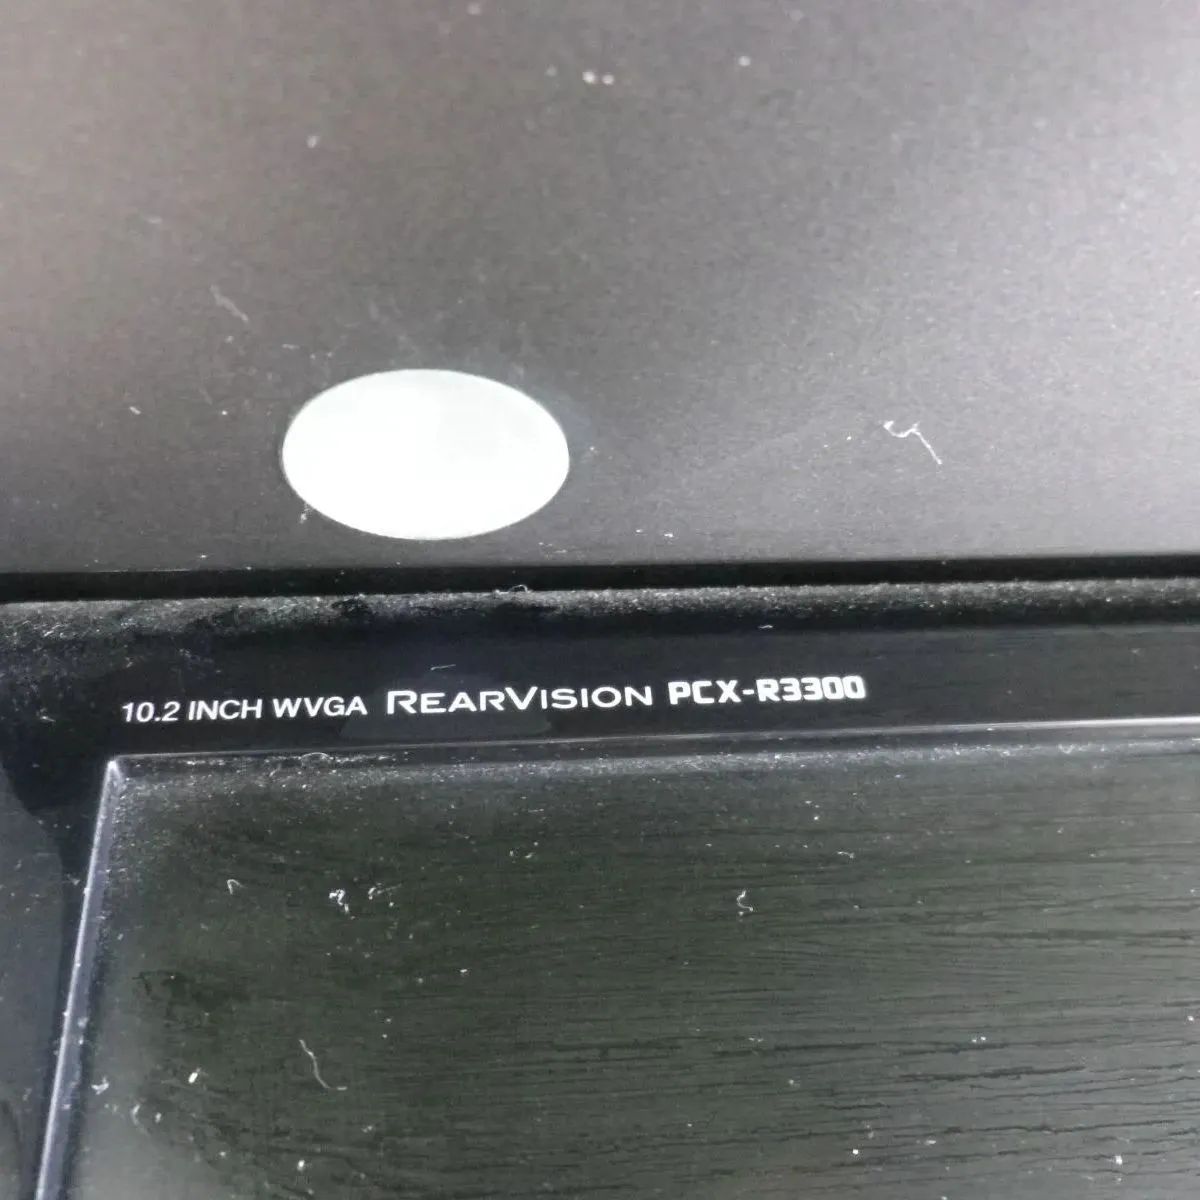 10.2 INCH WVGA REARVISION PCX-R3300